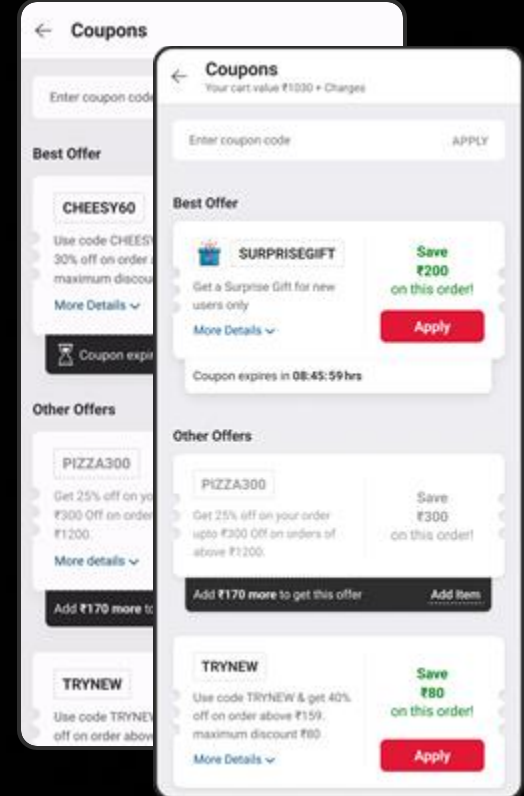 Coupons
Enter coupon code
Best Offer
CHEESY60
Use code CHEESY
30% off on order
maximum discou
More Details
Coupon expir
Other Offers
PIZZA300
Get 25% off on yo
₹300 Off on order
₹1200.
More details
Add ₹170 more to
TRYNEW
Use code TRYNEW
off on order above
Coupons
Your cart value ₹1030 + Charges
Enter coupon code APPLY
Best Offer
SURPRISEGIFT
Get a Surprise Gift for new
users only
More Details
Save
₹200
on this order!
Apply
Coupon expires in 08:45:59 hrs
Other Offers
PIZZA300
Get 25% off on your order
upto ₹300 Off on orders of
above ₹1200.
Save
₹300
on this order!
Add ₹170 more to get this offer Add Item
TRYNEW
Use code TRYNEW & get 40%
off on order above ₹159.
maximum discount ₹80.
More Details
Save
₹80
on this order!
Apply